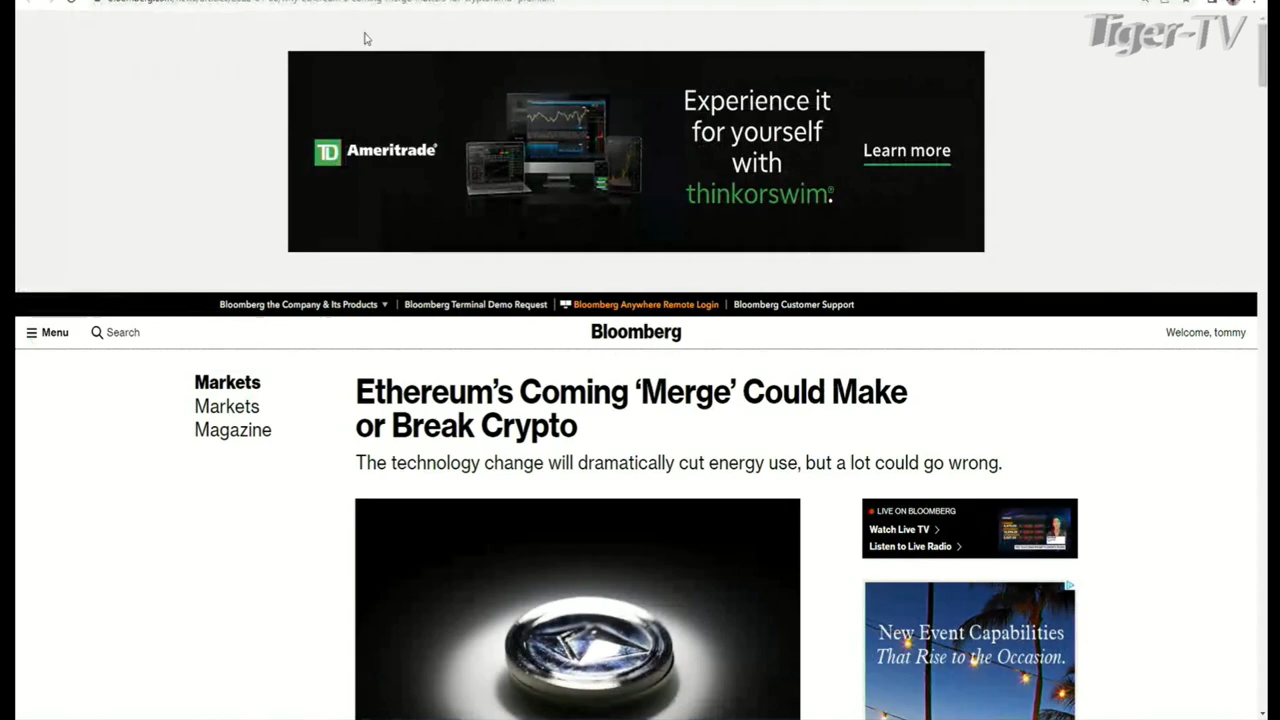 Tiger-TV
TD Ameritrade®
Experience it
for yourself
with
thinkorswim®.
Learn more
Bloomberg the Company & Its Products ▼ | Bloomberg Terminal Demo Request | Bloomberg Anywhere Remote Login | Bloomberg Customer Support
Menu
Search
Bloomberg
Welcome, tommy
Markets
Markets
Magazine
Ethereum’s Coming ‘Merge’ Could Make
or Break Crypto
The technology change will dramatically cut energy use, but a lot could go wrong.
LIVE ON BLOOMBERG
Watch Live TV >
Listen to Live Radio >
New Event Capabilities
That Rise to the Occasion.